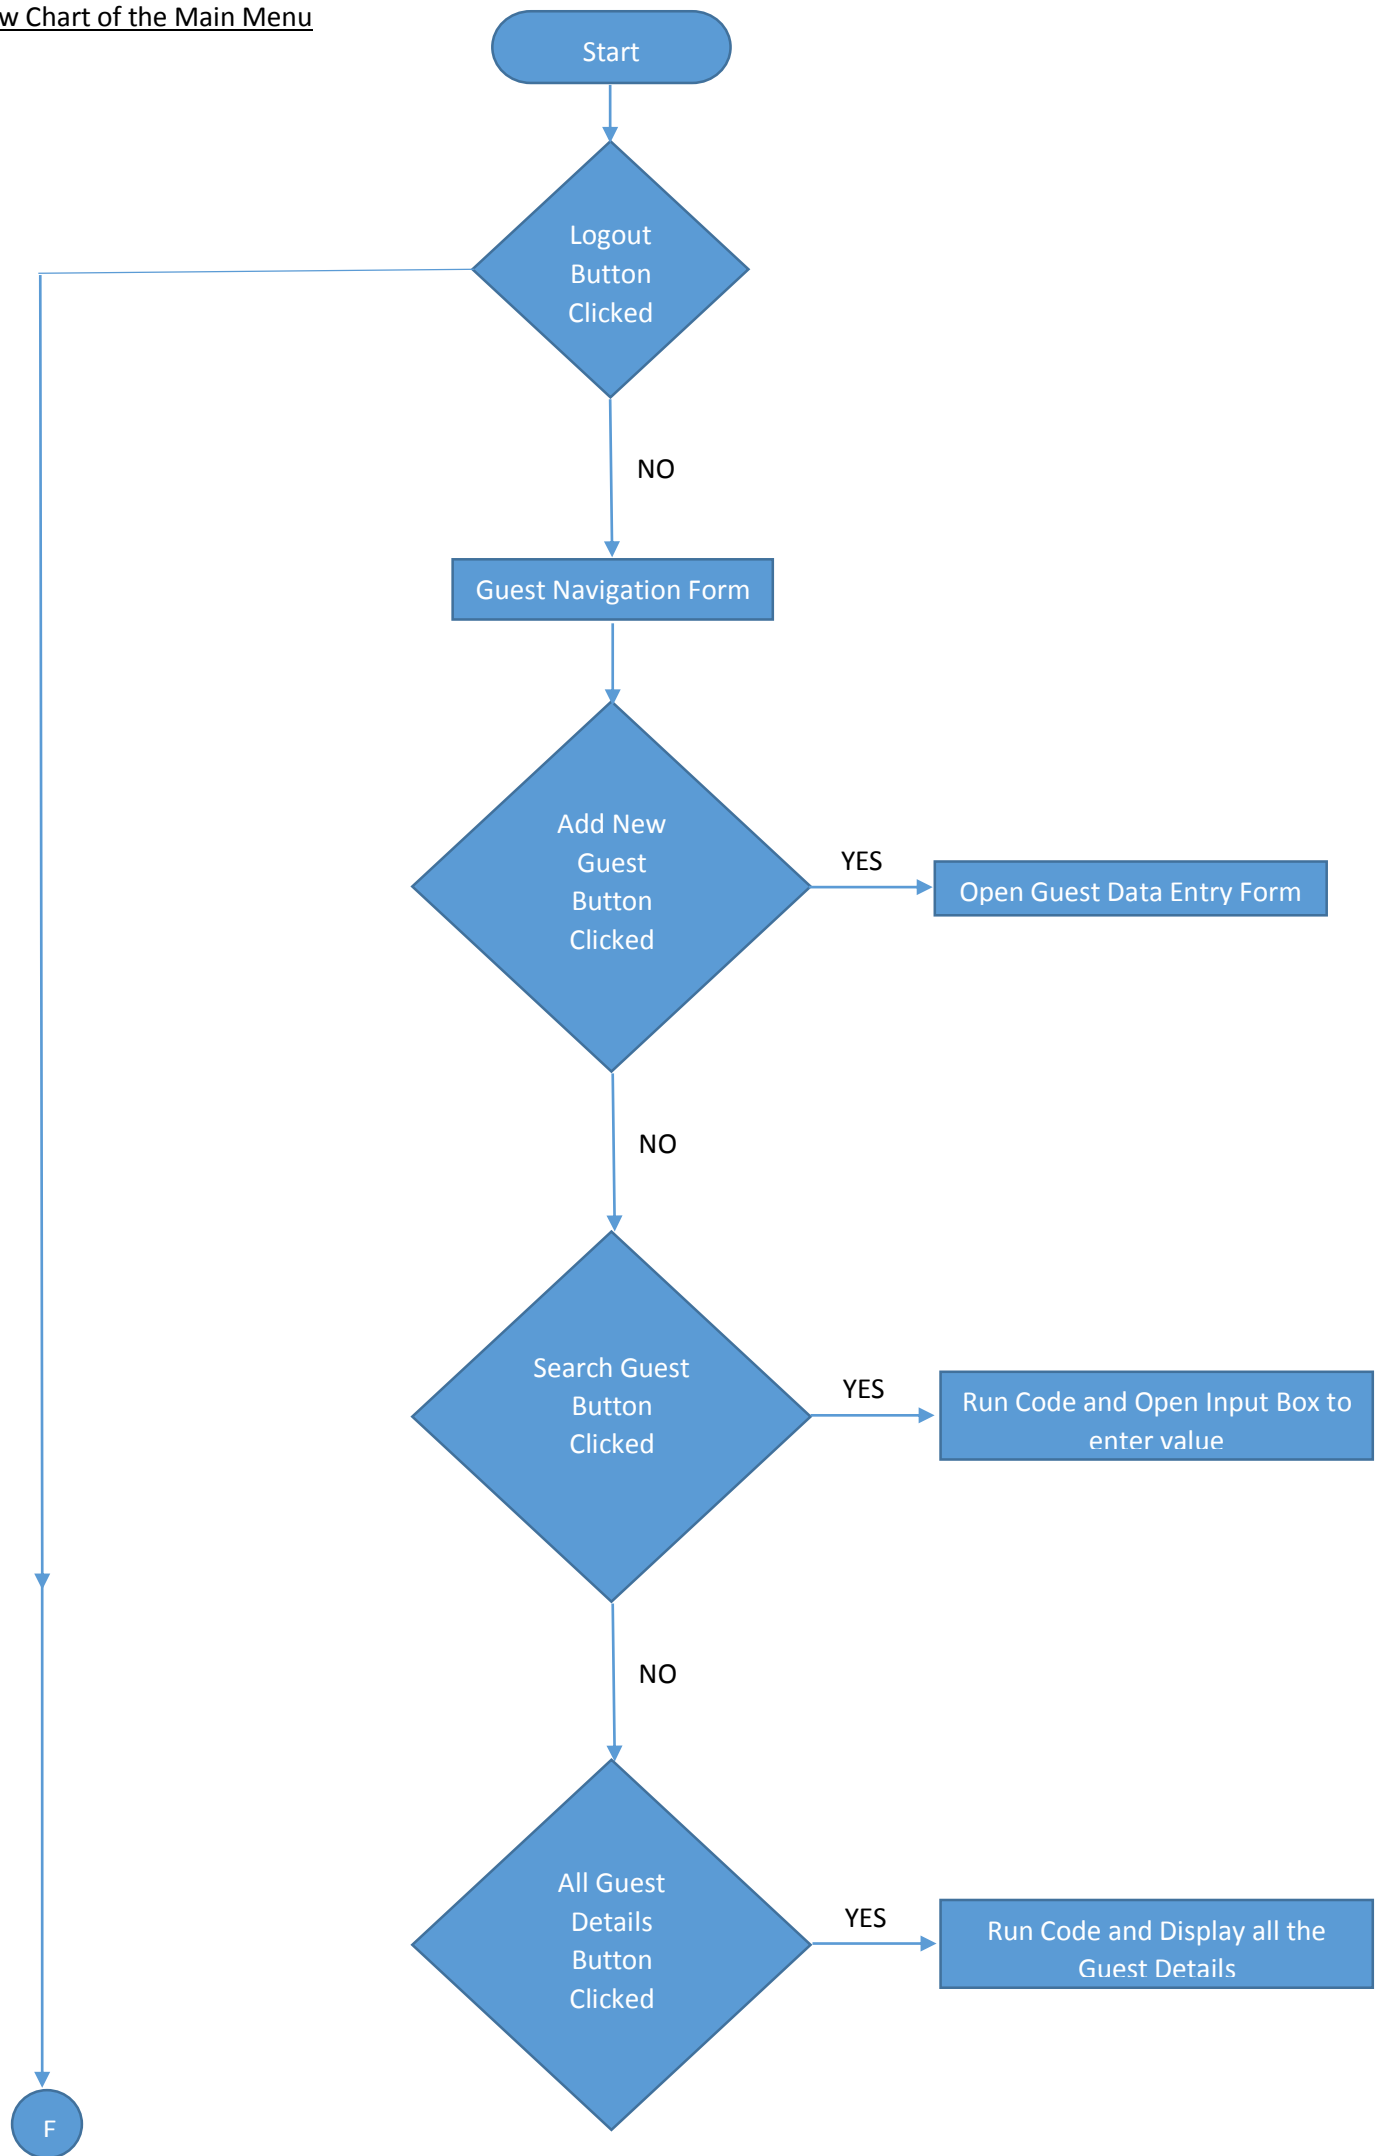 w Chart of the Main Menu
Start
Logout
Button
Clicked
NO
Guest Navigation Form
Add New
Guest
Button
Clicked
YES
Open Guest Data Entry Form
NO
Search Guest
Button
Clicked
YES
Run Code and Open Input Box to
enter value
NO
All Guest
Details
Button
Clicked
YES
Run Code and Display all the
Guest Details
F